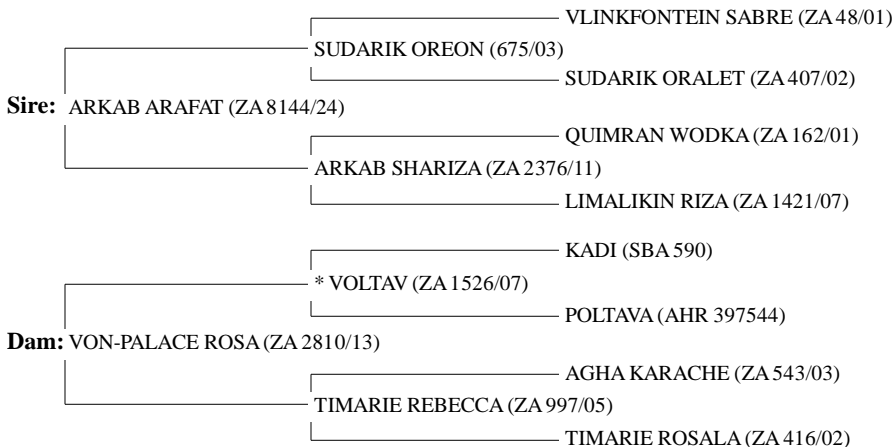 VLINKFONTEIN SABRE (ZA 48/01)
SUDARIK OREON (675/03)
SUDARIK ORALET (ZA 407/02)
Sire: ARKAB ARAFAT (ZA 8144/24)
QUIMRAN WODKA (ZA 162/01)
ARKAB SHARIZA (ZA 2376/11)
LIMALIKIN RIZA (ZA 1421/07)
KADI (SBA 590)
* VOLTAV (ZA 1526/07)
POLTAVA (AHR 397544)
Dam: VON-PALACE ROSA (ZA 2810/13)
AGHA KARACHE (ZA 543/03)
TIMARIE REBECCA (ZA 997/05)
TIMARIE ROSALA (ZA 416/02)